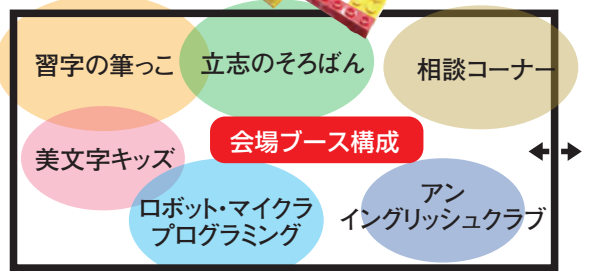 習字の筆っこ
立志のそろばん
相談コーナー
会場ブース構成
美文字キッズ
ロボット・マイクラ
プログラミング
アン
イングリッシュクラブ